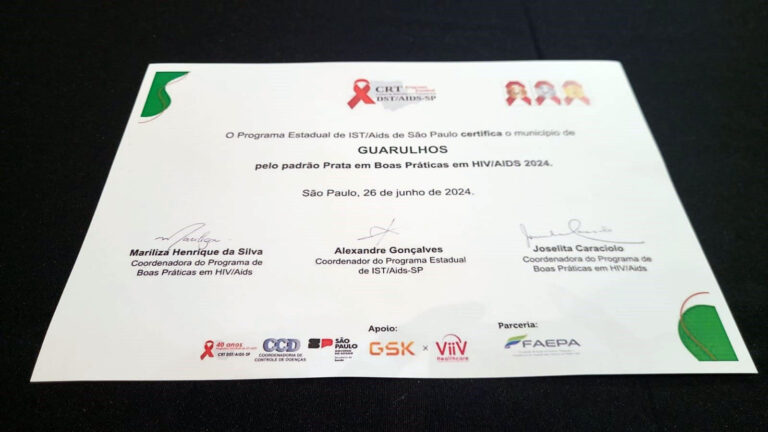 CRT
DST/AIDS-SP
O Programa Estadual de IST/Aids de São Paulo certifica o município de
GUARULHOS
pelo padrão Prata em Boas Práticas em HIV/AIDS 2024.
São Paulo, 26 de junho de 2024.
Mariliza Henrique da Silva
Coordenadora do Programa de
Boas Práticas em HIV/Aids
Alexandre Gonçalves
Coordenador do Programa Estadual
de IST/Aids-SP
Joselita Caraciolo
Coordenadora do Programa de
Boas Práticas em HIV/Aids
Apoio:
Parceria:
40 anos
CRT DST/AIDS-SP
CCD
COORDENADORIA DE
CONTROLE DE DOENÇAS
SP
SÃO PAULO
GSK
ViiV
Healthcare
FAEPA